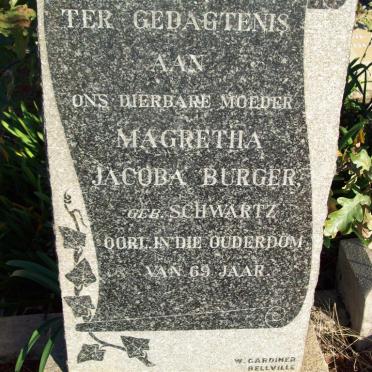 TER GEDAGTENIS
AAN
ONS DIERBARE MOEDER
MAGRETHA
JACOBA BURGER,
GEB. SCHWARTZ
OORL. IN DIE OUDERDOM
VAN 69 JAAR.
W. GARDINER
BELLVILLE